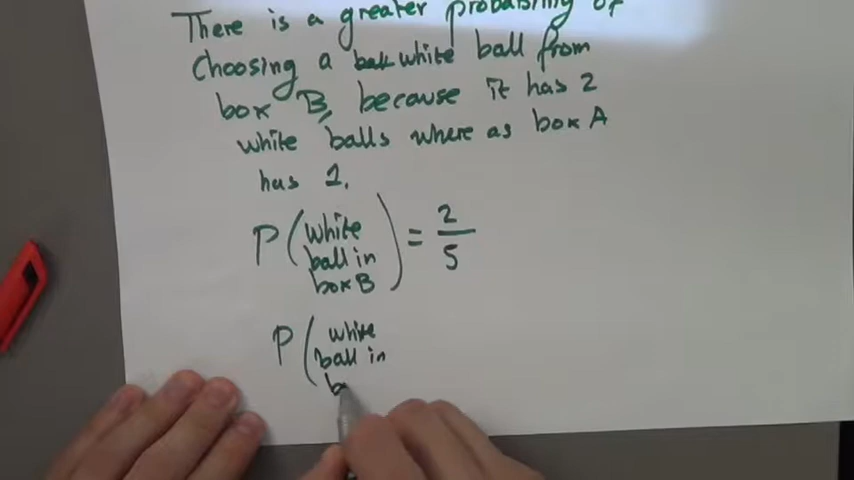 There is a greater probability of
choosing a white ball from
box B, because it has 2
white balls where as box A
has 1.
P(white ball in box B) = 2/5
P(white
ball in
b